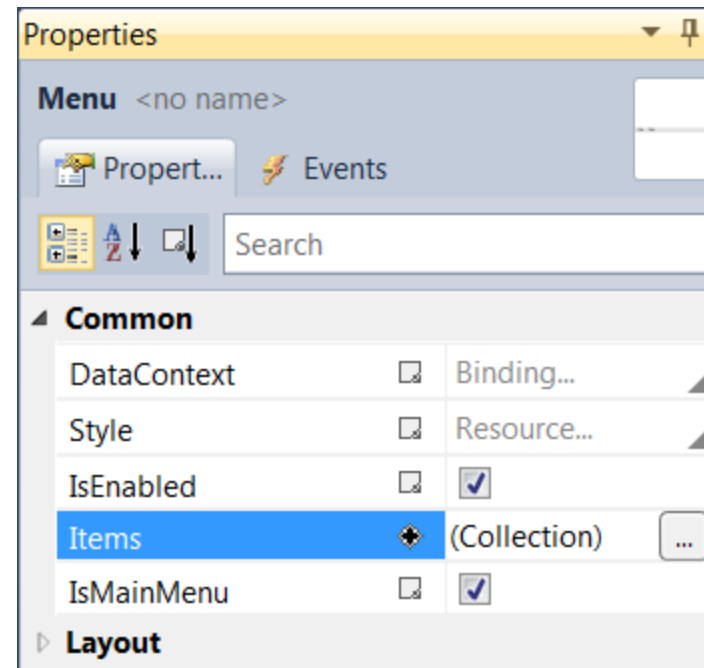 Properties
Menu <no name>
Propert... Events
Search
Common
DataContext Binding...
Style Resource...
IsEnabled
Items (Collection) ...
IsMainMenu
Layout